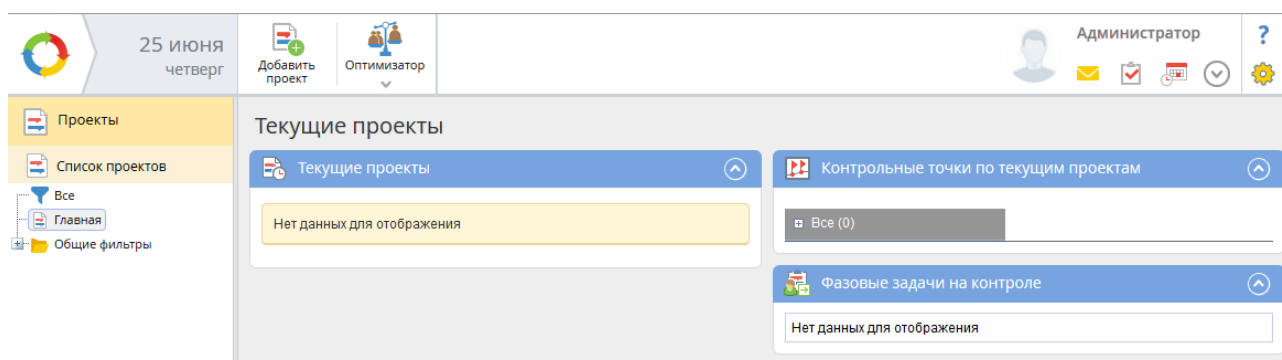 25 июня
четверг
Добавить
проект
Оптимизатор
Администратор
?
Проекты
Список проектов
Все
Главная
Общие фильтры
Текущие проекты
Текущие проекты
Нет данных для отображения
Контрольные точки по текущим проектам
Все (0)
Фазовые задачи на контроле
Нет данных для отображения